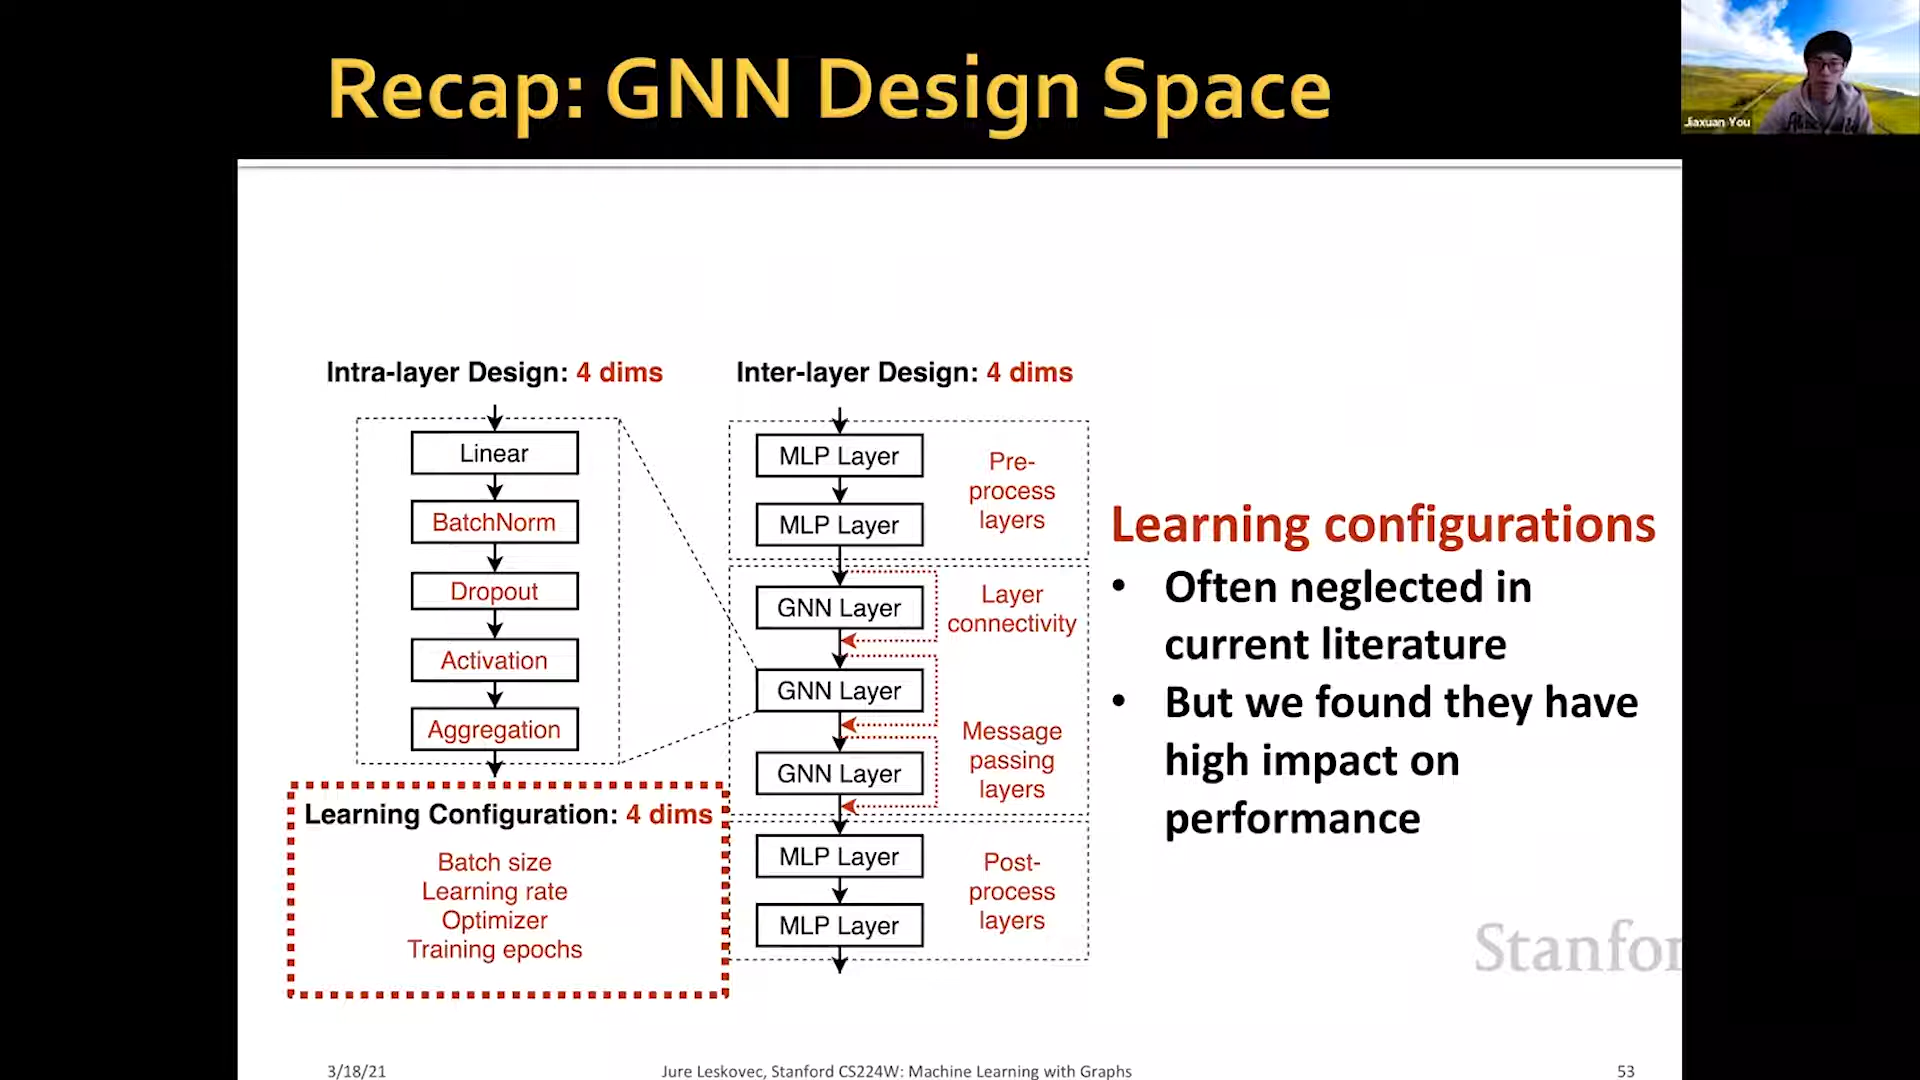 Recap: GNN Design Space
Jiaxuan You
Intra-layer Design: 4 dims
Linear
BatchNorm
Dropout
Activation
Aggregation
Learning Configuration: 4 dims
Batch size
Learning rate
Optimizer
Training epochs
Inter-layer Design: 4 dims
MLP Layer
MLP Layer
Pre-
process
layers
GNN Layer
GNN Layer
GNN Layer
Layer
connectivity
Message
passing
layers
MLP Layer
MLP Layer
Post-
process
layers
Learning configurations
• Often neglected in
current literature
• But we found they have
high impact on
performance
Stanfor
3/18/21
Jure Leskovec, Stanford CS224W: Machine Learning with Graphs
53